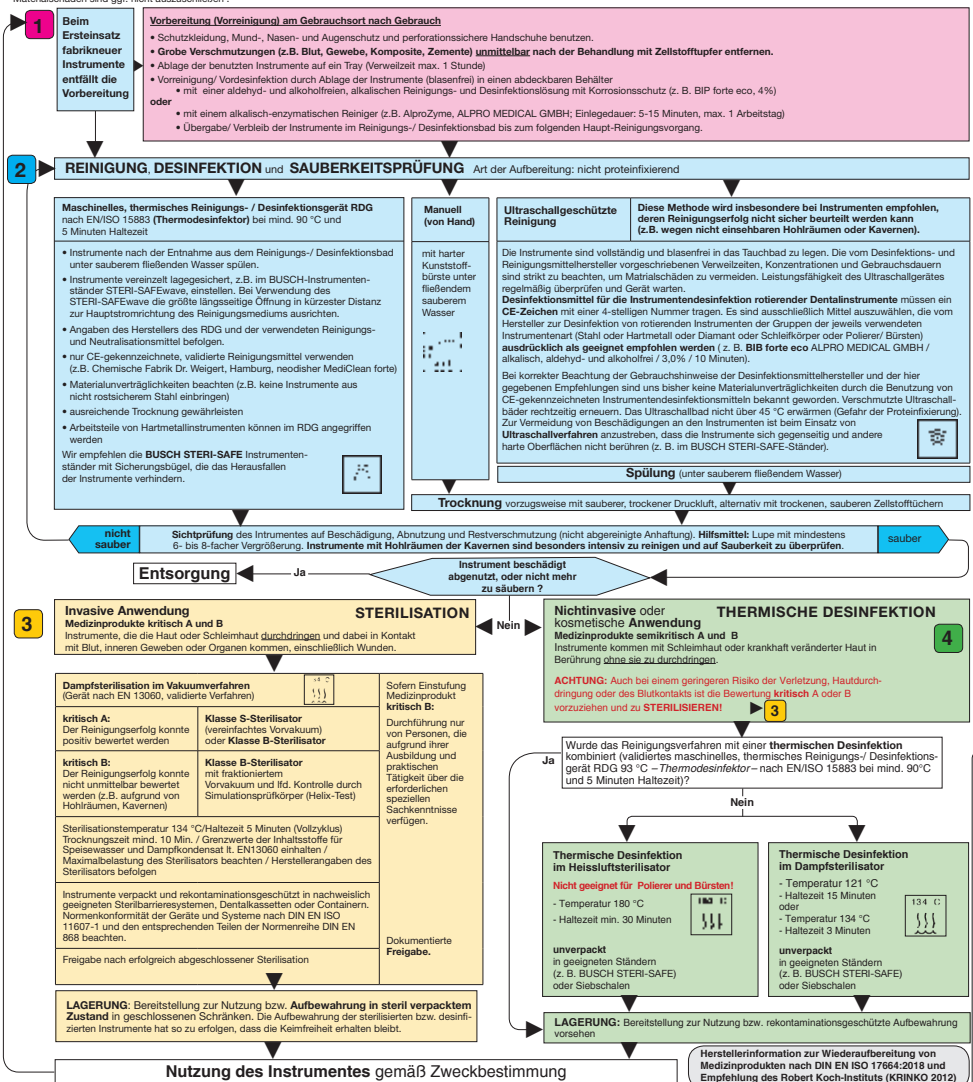 Materialschäden sind ggf. nicht auszuschließen .
1
Beim
Ersteinsatz
fabrikneuer
Instrumente
entfällt die
Vorbereitung
Vorbereitung (Vorreinigung) am Gebrauchsort nach Gebrauch
• Schutzkleidung, Mund-, Nasen- und Augenschutz und perforationssichere Handschuhe benutzen.
• Grobe Verschmutzungen (z.B. Blut, Gewebe, Komposite, Zemente) unmittelbar nach der Behandlung mit Zellstofftupfer entfernen.
• Ablage der benutzten Instrumente auf ein Tray (Verweilzeit max. 1 Stunde)
• Vorreinigung/ Vordesinfektion durch Ablage der Instrumente (blasenfrei) in einen abdeckbaren Behälter
• mit einer aldehyd- und alkoholfreien, alkalischen Reinigungs- und Desinfektionslösung mit Korrosionsschutz (z. B. BIP forte eco, 4%)
oder
• mit einem alkalisch-enzymatischen Reiniger (z.B. AlproZyme, ALPRO MEDICAL GMBH; Einlegedauer: 5-15 Minuten, max. 1 Arbeitstag)
• Übergabe/ Verbleib der Instrumente im Reinigungs-/ Desinfektionsbad bis zum folgenden Haupt-Reinigungsvorgang.
2
REINIGUNG, DESINFEKTION und SAUBERKEITSPRÜFUNG Art der Aufbereitung: nicht proteinfixierend
Maschinelles, thermisches Reinigungs- / Desinfektionsgerät RDG
nach EN/ISO 15883 (Thermodesinfektor) bei mind. 90 °C und
5 Minuten Haltezeit
• Instrumente nach der Entnahme aus dem Reinigungs-/ Desinfektionsbad
unter sauberem fließenden Wasser spülen.
• Instrumente vereinzelt lagegesichert, z.B. im BUSCH-Instrumenten-
ständer STERI-SAFEwave, einstellen. Bei Verwendung des
STERI-SAFEwave die größte längsseitige Öffnung in kürzester Distanz
zur Hauptstromrichtung des Reinigungsmediums ausrichten.
• Angaben des Herstellers des RDG und der verwendeten Reinigungs-
und Neutralisationsmittel befolgen.
• nur CE-gekennzeichnete, validierte Reinigungsmittel verwenden
(z.B. Chemische Fabrik Dr. Weigert, Hamburg, neodisher MediClean forte)
• Materialunverträglichkeiten beachten (z.B. keine Instrumente aus
nicht rostsicherem Stahl einbringen)
• ausreichende Trocknung gewährleisten
• Arbeitsteile von Hartmetallinstrumenten können im RDG angegriffen
werden
Wir empfehlen die BUSCH STERI-SAFE Instrumenten-
ständer mit Sicherungsbügel, die das Herausfallen
der Instrumente verhindern.
Manuell
(von Hand)
mit harter
Kunststoff-
bürste unter
fließendem
sauberem
Wasser
Ultraschallgeschützte
Reinigung
Diese Methode wird insbesondere bei Instrumenten empfohlen,
deren Reinigungserfolg nicht sicher beurteilt werden kann
(z.B. wegen nicht einsehbaren Hohlräumen oder Kavernen).
Die Instrumente sind vollständig und blasenfrei in das Tauchbad zu legen. Die vom Desinfektions- und
Reinigungsmittelhersteller vorgeschriebenen Verweilzeiten, Konzentrationen und Gebrauchsdauern
sind strikt zu beachten, um Matrialschäden zu vermeiden. Leistungsfähigkeit des Ultraschallgerätes
regelmäßig überprüfen und Gerät warten.
Desinfektionsmittel für die Instrumentendesinfektion rotierender Dentalinstrumente müssen ein
CE-Zeichen mit einer 4-stelligen Nummer tragen. Es sind ausschließlich Mittel auszuwählen, die vom
Hersteller zur Desinfektion von rotierenden Instrumenten der Gruppen der jeweils verwendeten
Instrumentenart (Stahl oder Hartmetall oder Diamant oder Schleifkörper oder Polierer/ Bürsten)
ausdrücklich als geeignet empfohlen werden ( z. B. BIB forte eco ALPRO MEDICAL GMBH /
alkalisch, aldehyd- und alkoholfrei / 3,0% / 10 Minuten).
Bei korrekter Beachtung der Gebrauchshinweise der Desinfektionsmittelhersteller und der hier
gegebenen Empfehlungen sind uns bisher keine Materialunverträglichkeiten durch die Benutzung von
CE-gekennzeichneten Instrumentendesinfektionsmitteln bekannt geworden. Verschmutzte Ultraschall-
bäder rechtzeitig erneuern. Das Ultraschallbad nicht über 45 °C erwärmen (Gefahr der Proteinfixierung).
Zur Vermeidung von Beschädigungen an den Instrumenten ist beim Einsatz von
Ultraschallverfahren anzustreben, dass die Instrumente sich gegenseitig und andere
harte Oberflächen nicht berühren (z. B. im BUSCH STERI-SAFE-Ständer).
Spülung (unter sauberem fließendem Wasser)
Trocknung vorzugsweise mit sauberer, trockener Druckluft, alternativ mit trockenen, sauberen Zellstofftüchern
nicht
sauber
Sichtprüfung des Intrumentes auf Beschädigung, Abnutzung und Restverschmutzung (nicht abgereinigte Anhaftung). Hilfsmittel: Lupe mit mindestens
6- bis 8-facher Vergrößerung. Instrumente mit Hohlräumen der Kavernen sind besonders intensiv zu reinigen und auf Sauberkeit zu überprüfen.
sauber
Entsorgung
Ja
Instrument beschädigt
abgenutzt, oder nicht mehr
zu säubern ?
Nein
3
Invasive Anwendung
STERILISATION
Medizinprodukte kritisch A und B
Instrumente, die die Haut oder Schleimhaut durchdringen und dabei in Kontakt
mit Blut, inneren Geweben oder Organen kommen, einschließlich Wunden.
Dampfsterilisation im Vakuumverfahren
(Gerät nach EN 13060, validierte Verfahren)
kritisch A:
Der Reinigungserfolg konnte
positiv bewertet werden
Klasse S-Sterilisator
(vereinfachtes Vorvakuum)
oder Klasse B-Sterilisator
kritisch B:
Der Reinigungserfolg konnte
nicht unmittelbar bewertet
werden (z.B. aufgrund von
Hohlräumen, Kavernen)
Klasse B-Sterilisator
mit fraktioniertem
Vorvakuum und lfd. Kontrolle durch
Simulationsprüfkörper (Helix-Test)
Sterilisationstemperatur 134 °C/Haltezeit 5 Minuten (Vollzyklus)
Trocknungszeit mind. 10 Min. / Grenzwerte der Inhaltsstoffe für
Speisewasser und Dampfkondensat lt. EN13060 einhalten /
Maximalbelastung des Sterilisators beachten / Herstellerangaben des
Sterilisators befolgen
Instrumente verpackt und rekontaminationsgeschützt in nachweislich
geeigneten Sterilbarrieresystemen, Dentalkassetten oder Containern.
Normenkonformität der Geräte und Systeme nach DIN EN ISO
11607-1 und den entsprechenden Teilen der Normenreihe DIN EN
868 beachten.
Freigabe nach erfolgreich abgeschlossener Sterilisation
Sofern Einstufung
Medizinprodukt
kritisch B:
Durchführung nur
von Personen, die
aufgrund ihrer
Ausbildung und
praktischen
Tätigkeit über die
erforderlichen
speziellen
Sachkenntnisse
verfügen.
Dokumentierte
Freigabe.
LAGERUNG: Bereitstellung zur Nutzung bzw. Aufbewahrung in steril verpacktem
Zustand in geschlossenen Schränken. Die Aufbewahrung der sterilisierten bzw. desinfi-
zierten Instrumente hat so zu erfolgen, dass die Keimfreiheit erhalten bleibt.
Nichtinvasive oder
kosmetische Anwendung
THERMISCHE DESINFEKTION
4
Medizinprodukte semikritisch A und B
Instrumente kommen mit Schleimhaut oder krankhaft veränderter Haut in
Berührung ohne sie zu durchdringen.
ACHTUNG: Auch bei einem geringeren Risiko der Verletzung, Hautdurch-
dringung oder des Blutkontakts ist die Bewertung kritisch A oder B
vorzuziehen und zu STERILISIEREN!
3
Ja
Wurde das Reinigungsverfahren mit einer thermischen Desinfektion
kombiniert (validiertes maschinelles, thermisches Reinigungs-/ Desinfektions-
gerät RDG 93 °C –Thermodesinfektor– nach EN/ISO 15883 bei mind. 90°C
und 5 Minuten Haltezeit)?
Nein
Thermische Desinfektion
im Heissluftsterilisator
Nicht geeignet für Polierer und Bürsten!
- Temperatur 180 °C
- Haltezeit min. 30 Minuten
unverpackt
in geeigneten Ständern
(z. B. BUSCH STERI-SAFE)
oder Siebschalen
Thermische Desinfektion
im Dampfsterilisator
- Temperatur 121 °C
- Haltezeit 15 Minuten
oder
- Temperatur 134 °C
- Haltezeit 3 Minuten
134 C
unverpackt
in geeigneten Ständern
(z. B. BUSCH STERI-SAFE)
oder Siebschalen
LAGERUNG: Bereitstellung zur Nutzung bzw. rekontaminationsgeschützte Aufbewahrung
vorsehen
Nutzung des Instrumentes gemäß Zweckbestimmung
Herstellerinformation zur Wiederaufbereitung von
Medizinprodukten nach DIN EN ISO 17664:2018 und
Empfehlung des Robert Koch-Instituts (KRINKO 2012)